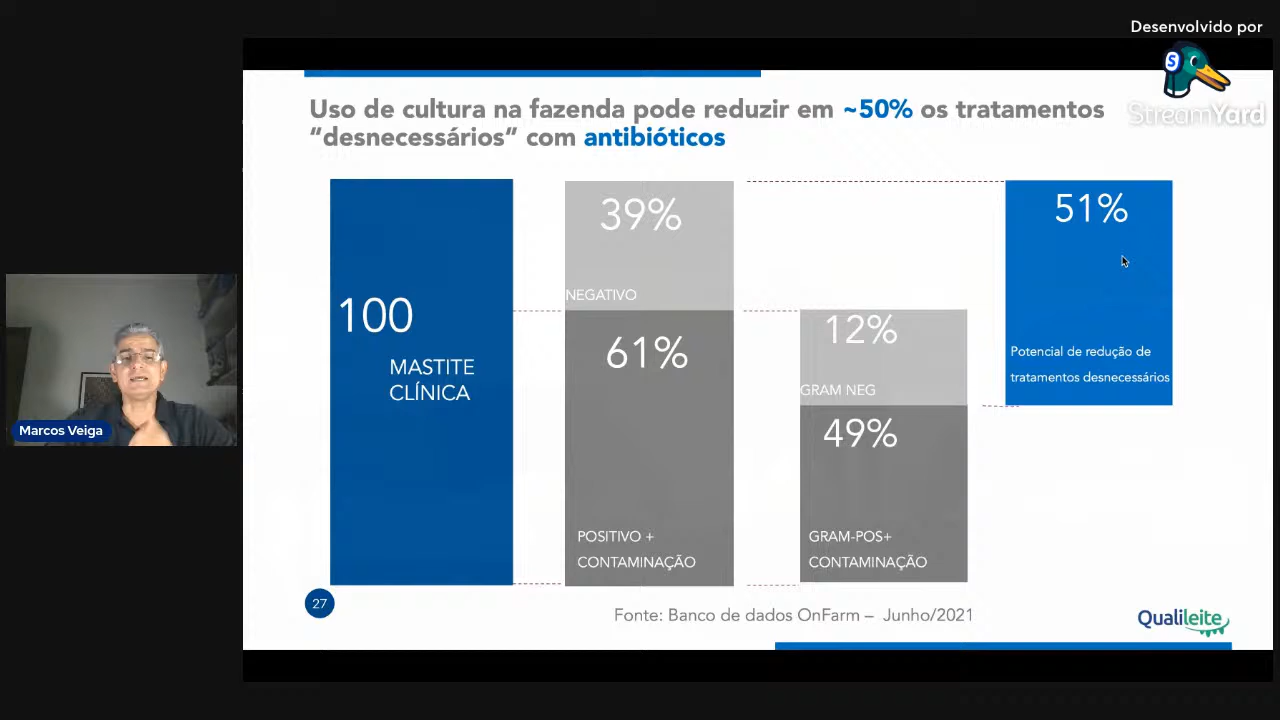 Desenvolvido por
StreamYard
Uso de cultura na fazenda pode reduzir em ~50% os tratamentos
“desnecessários” com antibióticos
100
MASTITE
CLÍNICA
39%
NEGATIVO
61%
POSITIVO +
CONTAMINAÇÃO
12%
GRAM NEG
49%
GRAM-POS+
CONTAMINAÇÃO
51%
Potencial de redução de
tratamentos desnecessários
Marcos Veiga
27
Fonte: Banco de dados OnFarm – Junho/2021
Qualileite